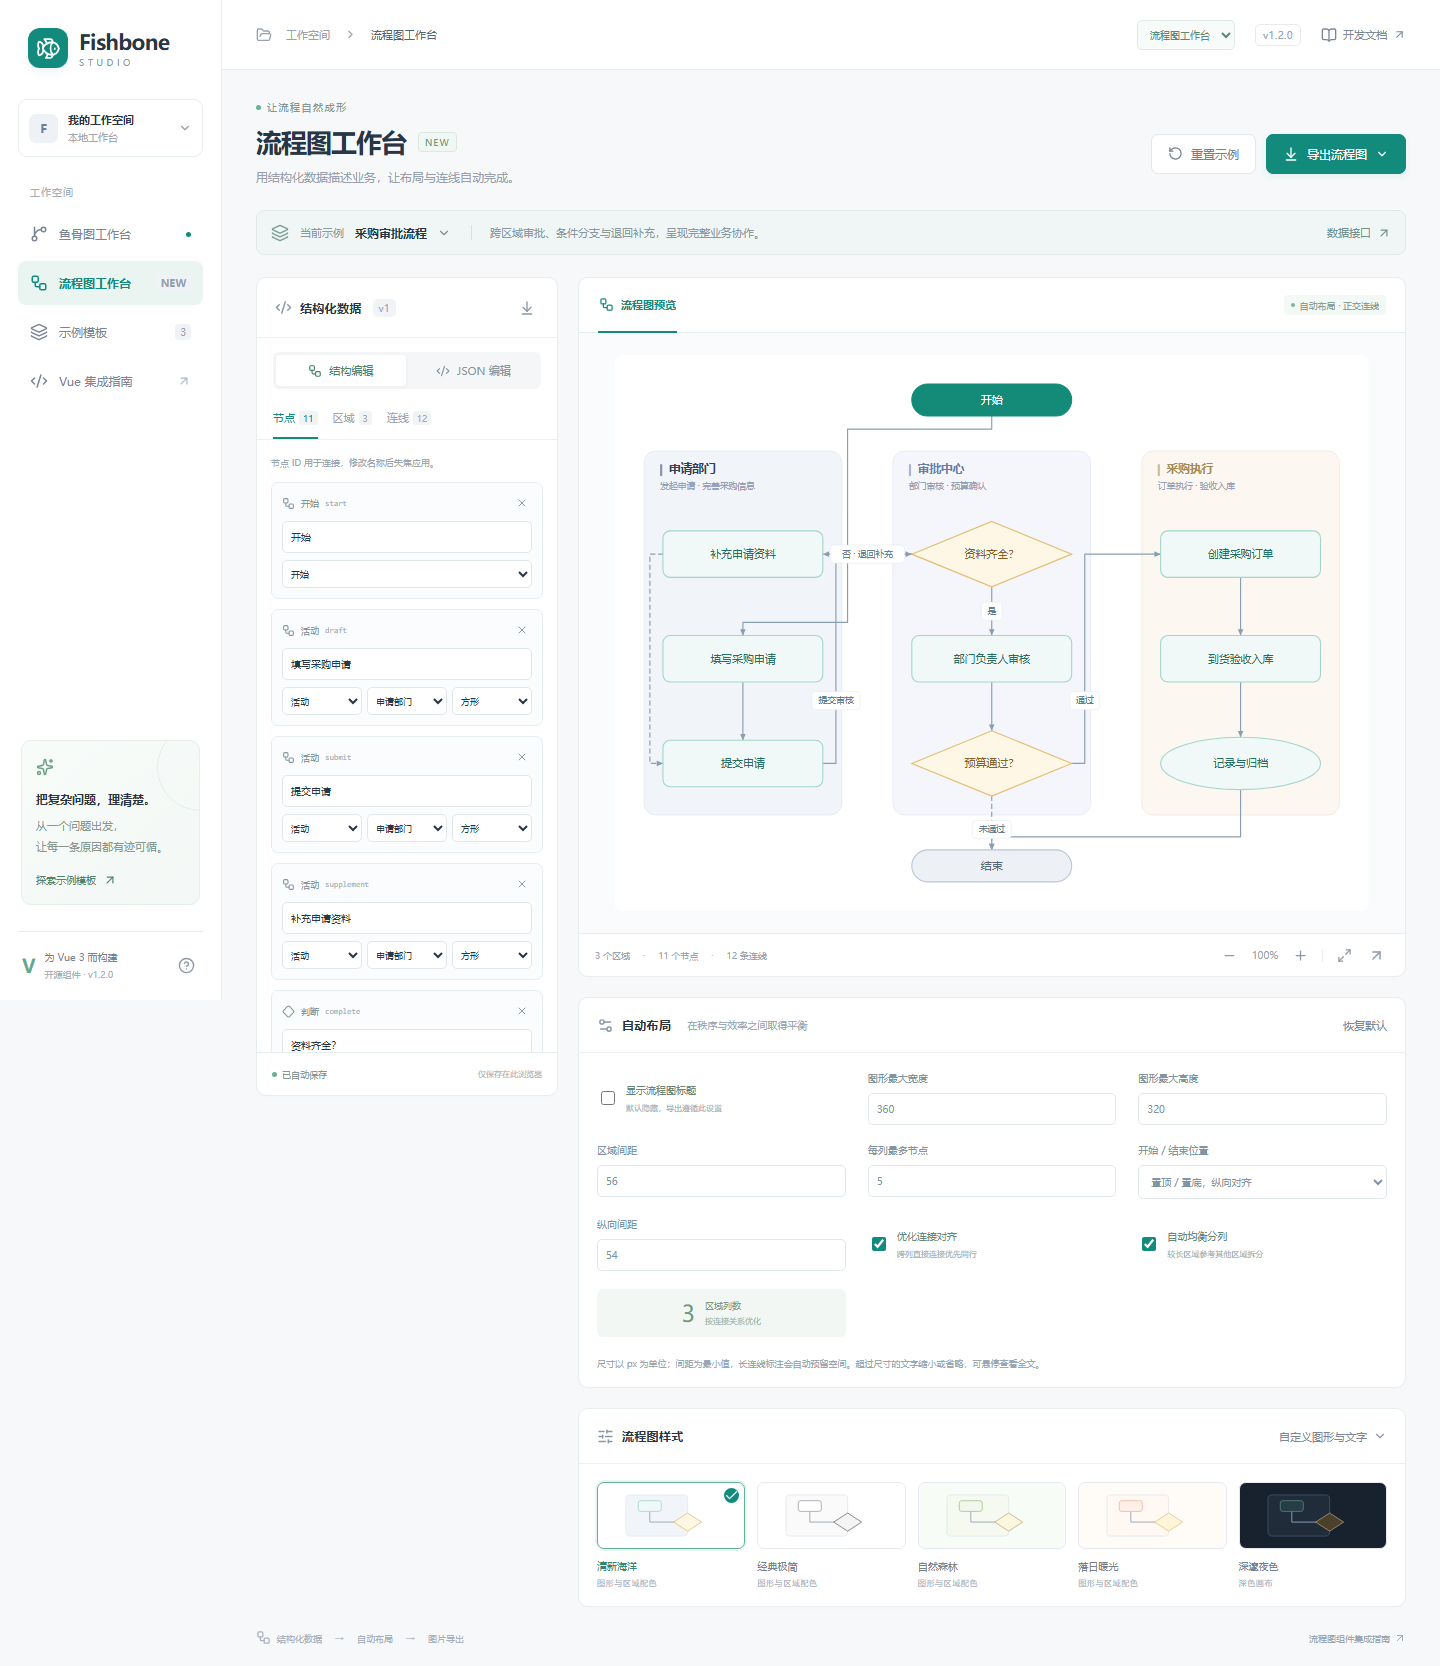 Fishbone
STUDIO
F
我的工作空间
本地工作台
工作空间
鱼骨图工作台
流程图工作台 NEW
示例模板 3
Vue 集成指南
把复杂问题，理清楚。
从一个问题出发，
让每一条原因都有迹可循。
探索示例模板
V
为 Vue 3 而构建
开源组件 · v1.2.0
工作空间 流程图工作台
流程图工作台 v1.2.0 开发文档
让流程自然成形
流程图工作台 NEW
用结构化数据描述业务，让布局与连线自动完成。
重置示例 导出流程图
当前示例 采购审批流程 跨区域审批、条件分支与退回补充，呈现完整业务协作。 数据接口
结构化数据 v1
结构编辑 JSON 编辑
节点 11 区域 3 连线 12
节点 ID 用于连接，修改名称后失焦应用。
开始 start
开始
开始
活动 draft
填写采购申请
活动 申请部门 方形
活动 submit
提交申请
活动 申请部门 方形
活动 supplement
补充申请资料
活动 申请部门 方形
判断 complete
资料齐全?
已自动保存 仅保存在此浏览器
流程图预览 自动布局 · 正交连线
开始
申请部门
发起申请 · 完善采购信息
审批中心
部门审核 · 预算确认
采购执行
订单执行 · 验收入库
补充申请资料
否 · 退回补充
资料齐全?
创建采购订单
是
填写采购申请
部门负责人审核
到货验收入库
提交审核
通过
提交申请
预算通过?
记录与归档
未通过
结束
3 个区域 · 11 个节点 · 12 条连线 100%
自动布局 在秩序与效率之间取得平衡 恢复默认
显示流程图标题
默认隐藏，导出遵循此设置
图形最大宽度
360
图形最大高度
320
区域间距
56
每列最多节点
5
开始 / 结束位置
置顶 / 置底，纵向对齐
纵向间距
54
优化连接对齐
跨列直接连接优先同行
自动均衡分列
较长区域参考其他区域拆分
3
区域列数
按连接关系优化
尺寸以 px 为单位；间距为最小值，长连线标注会自动预留空间。超过尺寸的文字缩小或省略，可悬停查看全文。
流程图样式 自定义图形与文字
清新海洋
图形与区域配色
经典极简
图形与区域配色
自然森林
图形与区域配色
落日暖光
图形与区域配色
深邃夜色
深色画布
结构化数据 → 自动布局 → 图片导出
流程图组件集成指南